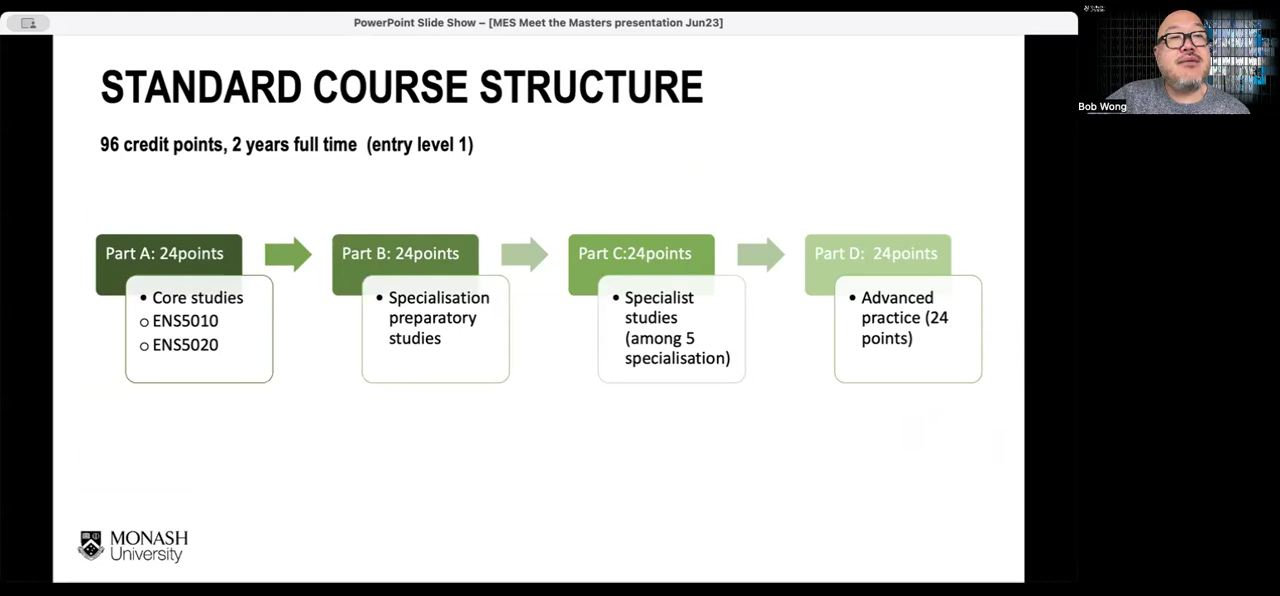 PowerPoint Slide Show – [MES Meet the Masters presentation Jun23]
STANDARD COURSE STRUCTURE
96 credit points, 2 years full time (entry level 1)
Part A: 24points
• Core studies
o ENS5010
o ENS5020
Part B: 24points
• Specialisation
preparatory
studies
Part C:24points
• Specialist
studies
(among 5
specialisation)
Part D: 24points
• Advanced
practice (24
points)
MONASH
University
Bob Wong